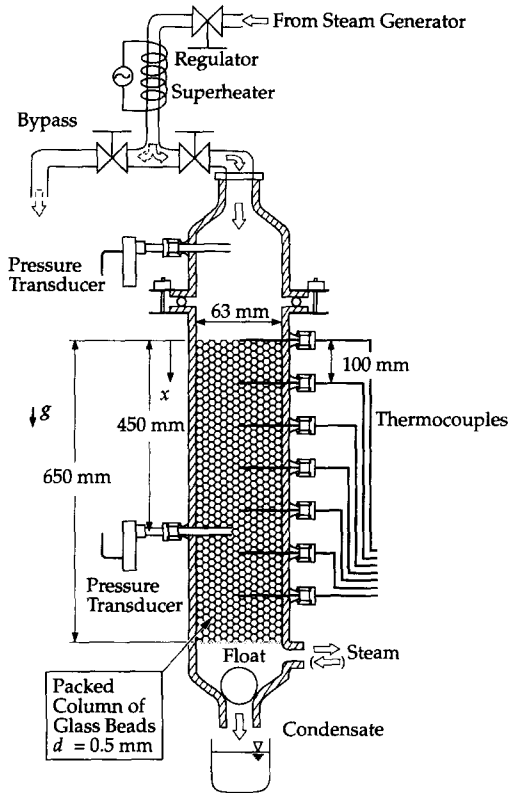 From Steam Generator
Regulator
Superheater
Bypass
Pressure
Transducer
63 mm
100 mm
x
g
450 mm
Thermocouples
650 mm
Pressure
Transducer
Float
Steam
Packed
Column of
Glass Beads
d = 0.5 mm
Condensate